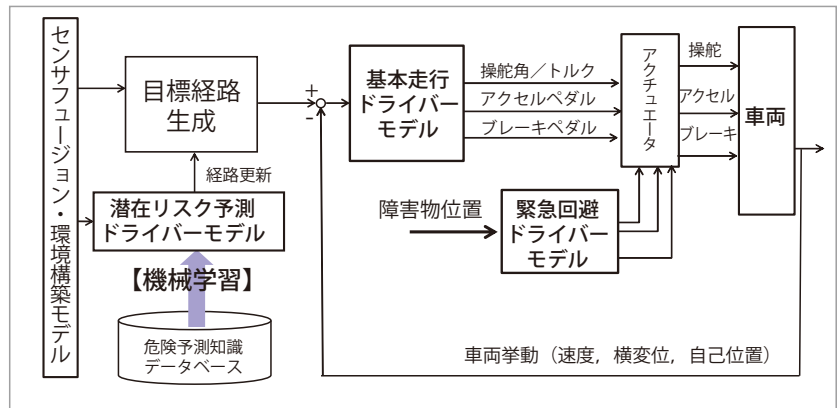 センサフュージョン・環境構築モデル
目標経路
生成
経路更新
潜在リスク予測
ドライバーモデル
【機械学習】
危険予測知識
データベース
+
-
基本走行
ドライバー
モデル
操舵角／トルク
アクセルペダル
ブレーキペダル
アクチュエータ
操舵
アクセル
ブレーキ
車両
障害物位置
緊急回避
ドライバー
モデル
車両挙動（速度，横変位，自己位置）